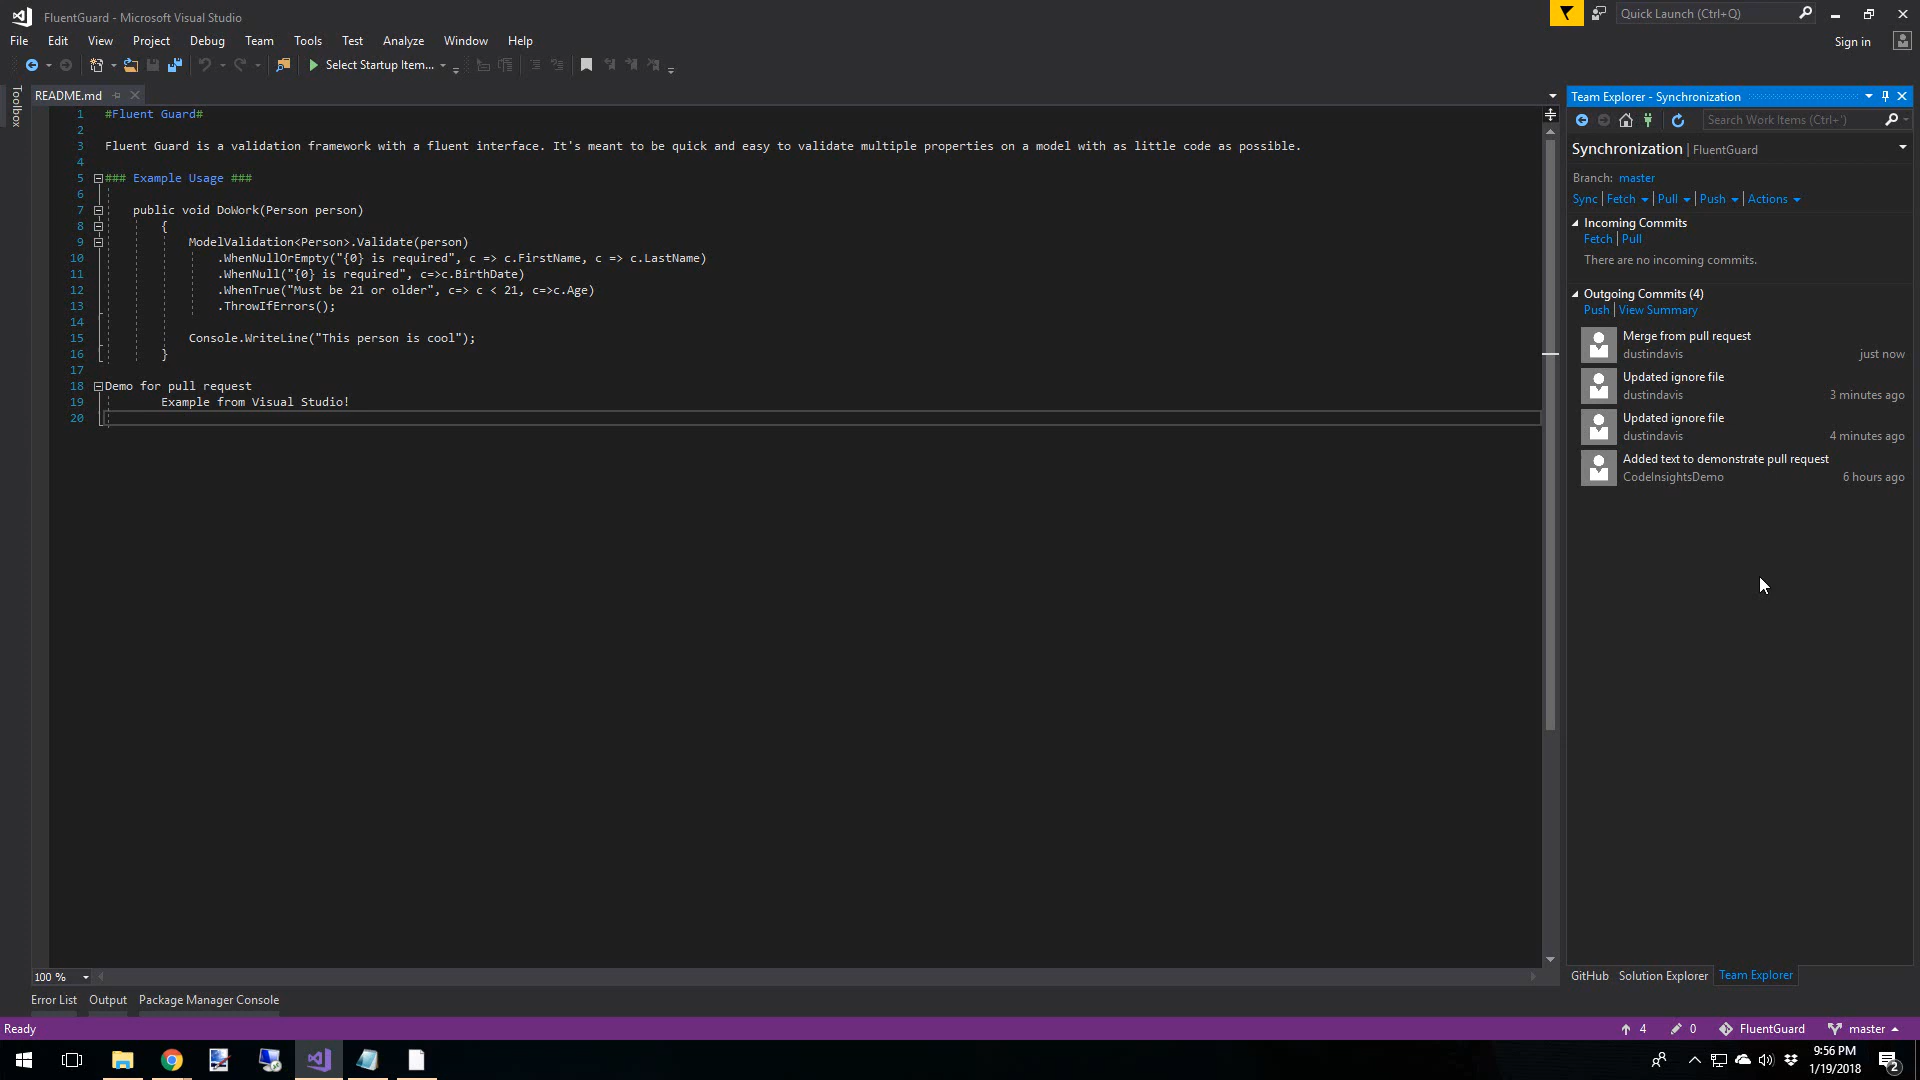 FluentGuard - Microsoft Visual Studio
Quick Launch (Ctrl+Q)
File Edit View Project Debug Team Tools Test Analyze Window Help
Sign in
Select Startup Item...
Toolbox
README.md
1 #Fluent Guard#
2
3 Fluent Guard is a validation framework with a fluent interface. It's meant to be quick and easy to validate multiple properties on a model with as little code as possible.
4
5 ### Example Usage ###
6
7 public void DoWork(Person person)
8 {
9 ModelValidation<Person>.Validate(person)
10 .WhenNullOrEmpty("{0} is required", c => c.FirstName, c => c.LastName)
11 .WhenNull("{0} is required", c=>c.BirthDate)
12 .WhenTrue("Must be 21 or older", c=> c < 21, c=>c.Age)
13 .ThrowIfErrors();
14
15 Console.WriteLine("This person is cool");
16 }
17
18 Demo for pull request
19 Example from Visual Studio!
20
100 %
Team Explorer - Synchronization
Search Work Items (Ctrl+')
Synchronization | FluentGuard
Branch: master
Sync | Fetch | Pull | Push | Actions
Incoming Commits
Fetch | Pull
There are no incoming commits.
Outgoing Commits (4)
Push | View Summary
Merge from pull request
dustindavis just now
Updated ignore file
dustindavis 3 minutes ago
Updated ignore file
dustindavis 4 minutes ago
Added text to demonstrate pull request
CodeInsightsDemo 6 hours ago
GitHub Solution Explorer Team Explorer
Error List Output Package Manager Console
Ready
4 0 FluentGuard master
9:56 PM
1/19/2018
2